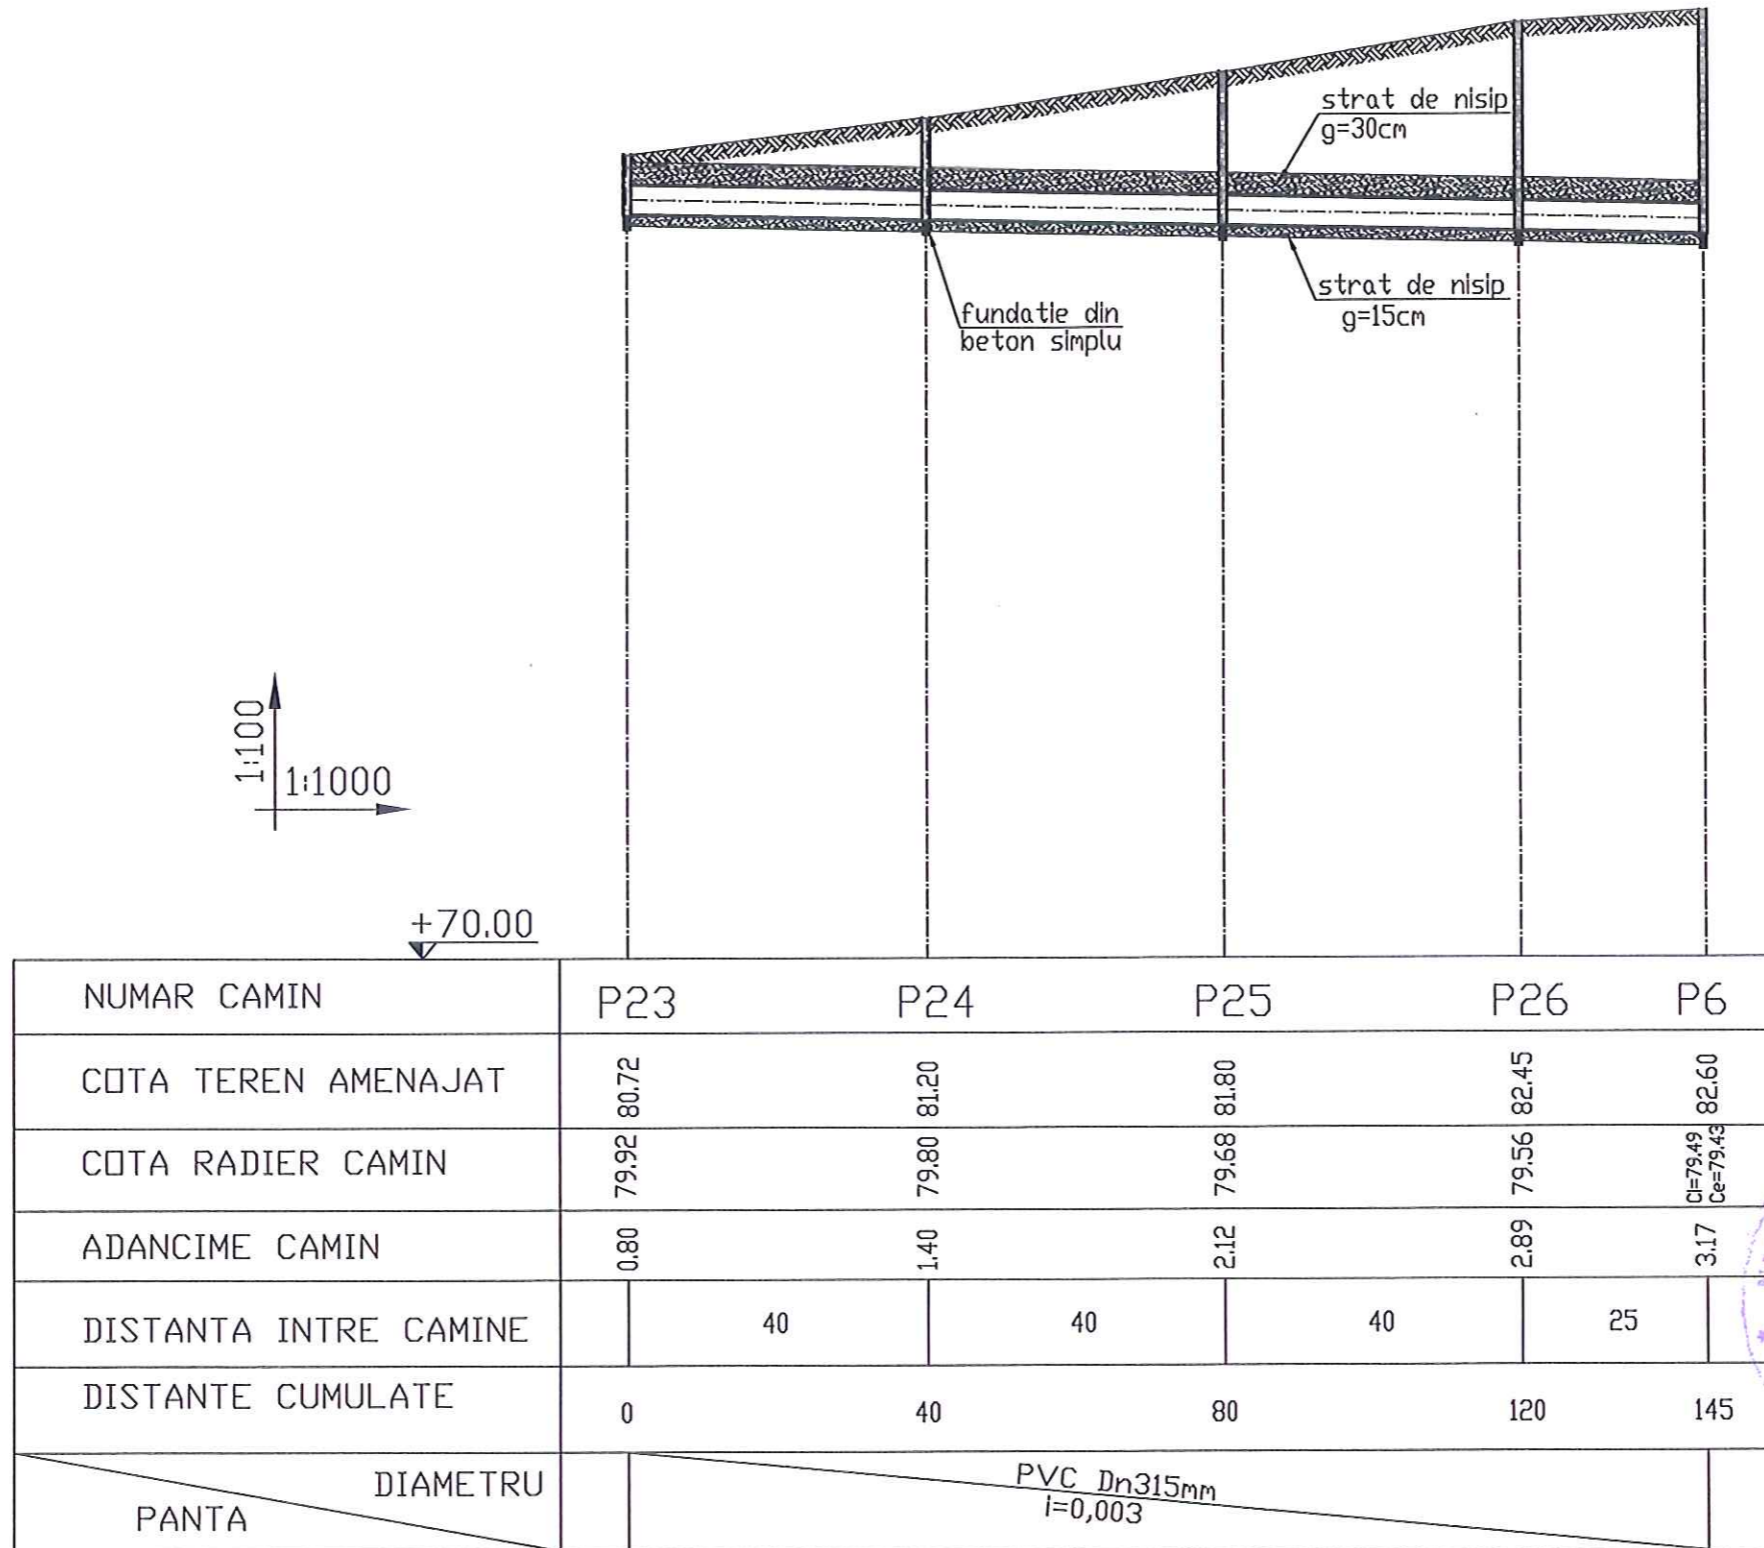 strat de nisip
g=30cm
strat de nisip
g=15cm
fundatie din
beton simplu
1:100
1:1000
+70.00
NUMAR CAMIN P23 P24 P25 P26 P6
COTA TEREN AMENAJAT 80.72 81.20 81.80 82.45 82.60
COTA RADIER CAMIN 79.92 79.80 79.68 79.56 Ci=79.49
Ce=79.43
ADANCIME CAMIN 0.80 1.40 2.12 2.89 3.17
DISTANTA INTRE CAMINE 40 40 40 25
DISTANTE CUMULATE 0 40 80 120 145
DIAMETRU PVC Dn315mm
PANTA i=0,003